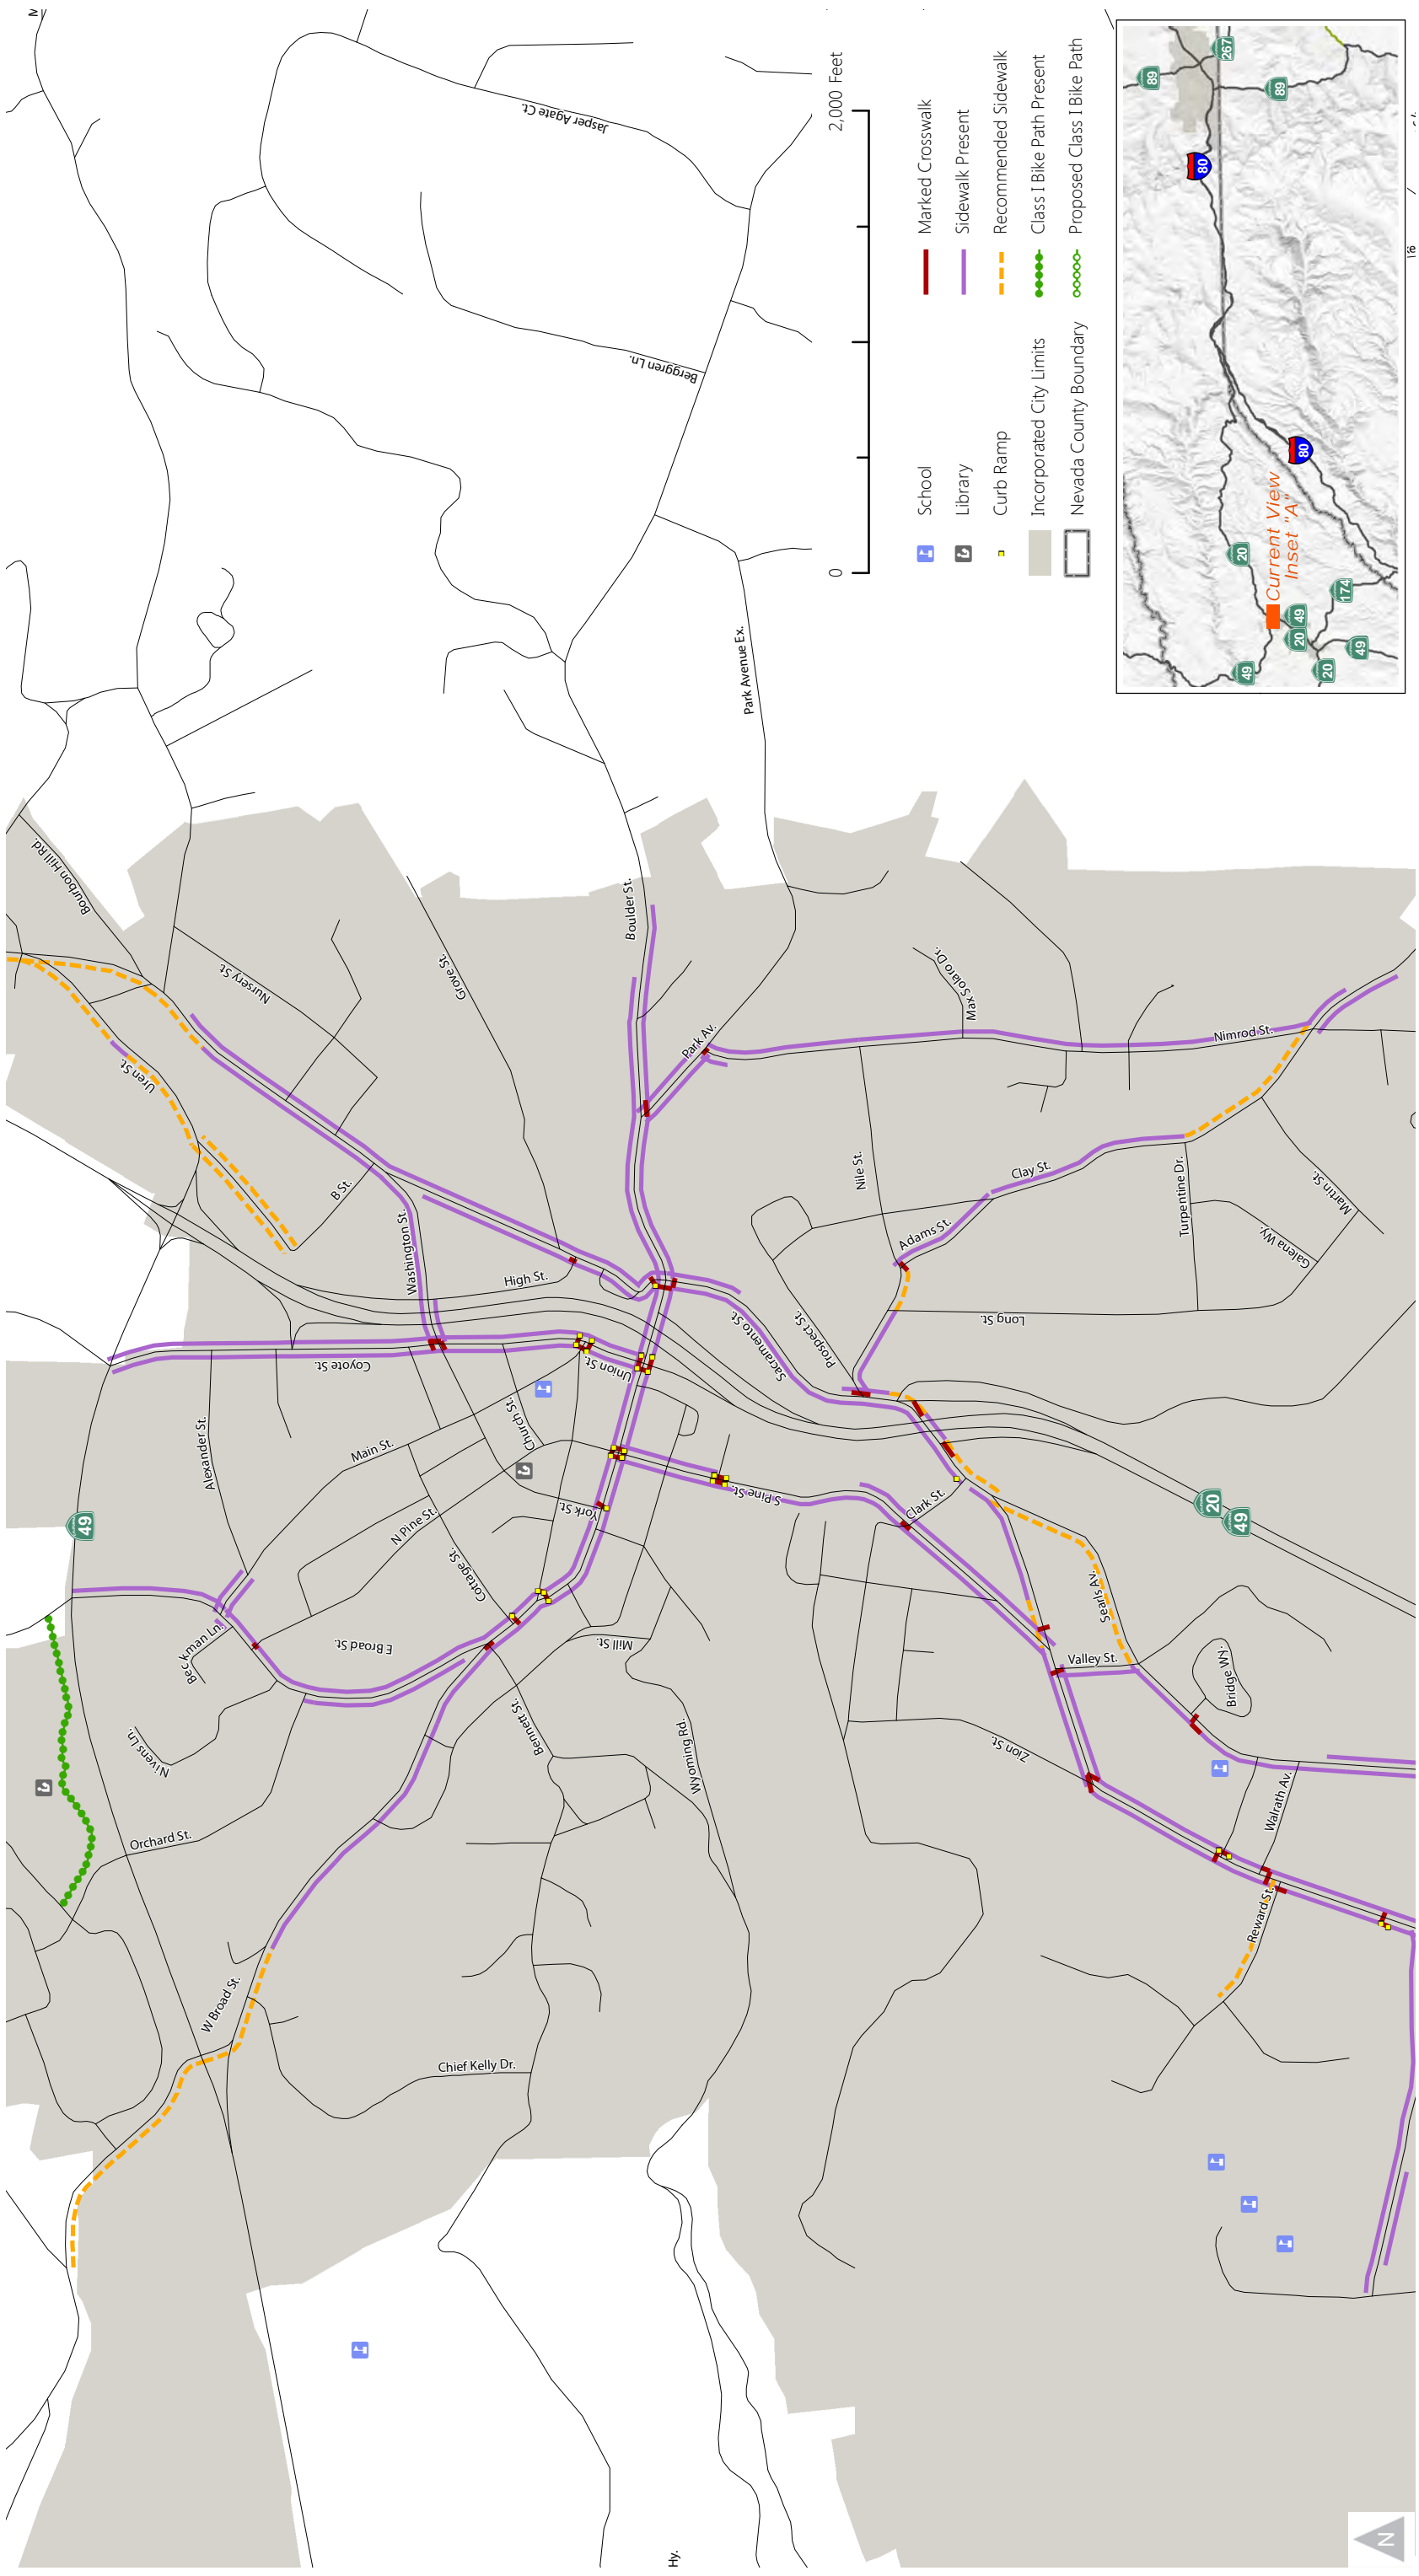 Jasper Agate Ct.
Berggren Ln.
Park Avenue Ex.
Bourbon Hill Rd.
Nursery St
Uren St
Grove St.
Boulder St.
Park Av.
Max Solaro Dr.
Nimrod St.
B St.
Washington St.
High St.
Nile St.
Adams St.
Clay St.
Turpentine Dr.
Martin St.
Galena Wy.
Long St.
Prospect St.
Sacramento St.
Coyote St.
Union St.
Church St.
Main St.
Alexander St.
N Pine St.
York St.
S Pine St.
Cottage St.
Clark St.
49
20
49
Searls Av.
Valley St.
Bridge Wy.
Beckman Ln.
E Broad St.
Mill St.
Bennett St.
Wyoming Rd.
Zion St.
Nivens Ln.
Orchard St.
Walrath Av.
Reward St.
W Broad St.
Chief Kelly Dr.
Hy.
N
0
2,000 Feet
School
Library
Curb Ramp
Incorporated City Limits
Nevada County Boundary
Marked Crosswalk
Sidewalk Present
Recommended Sidewalk
Class I Bike Path Present
Proposed Class I Bike Path
Current View
Inset "A"
49
20
20
49
20
49
174
80
80
89
267
89